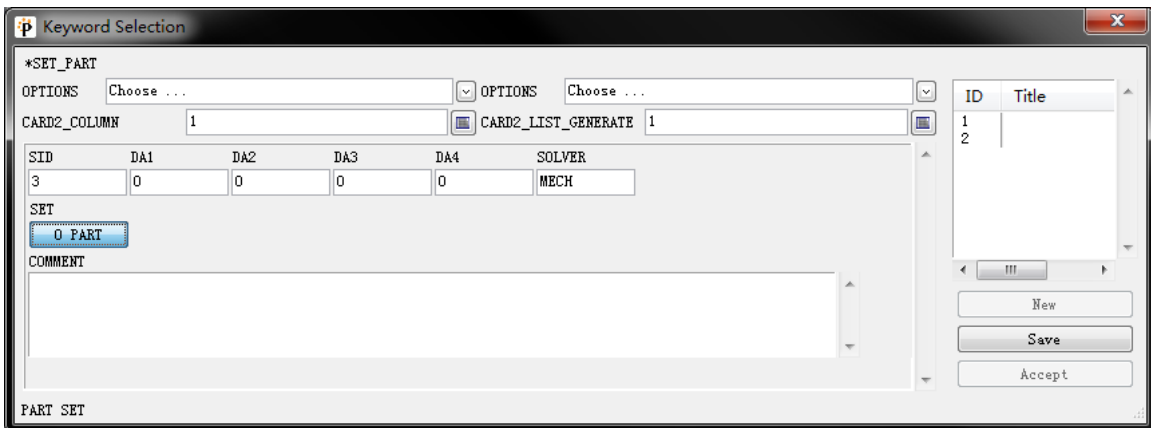 Keyword Selection
*SET_PART
OPTIONS Choose ... OPTIONS Choose ...
CARD2_COLUMN 1 CARD2_LIST_GENERATE 1
SID DA1 DA2 DA3 DA4 SOLVER
3 0 0 0 0 MECH
SET
0 PART
COMMENT
ID Title
1
2
New
Save
Accept
PART SET